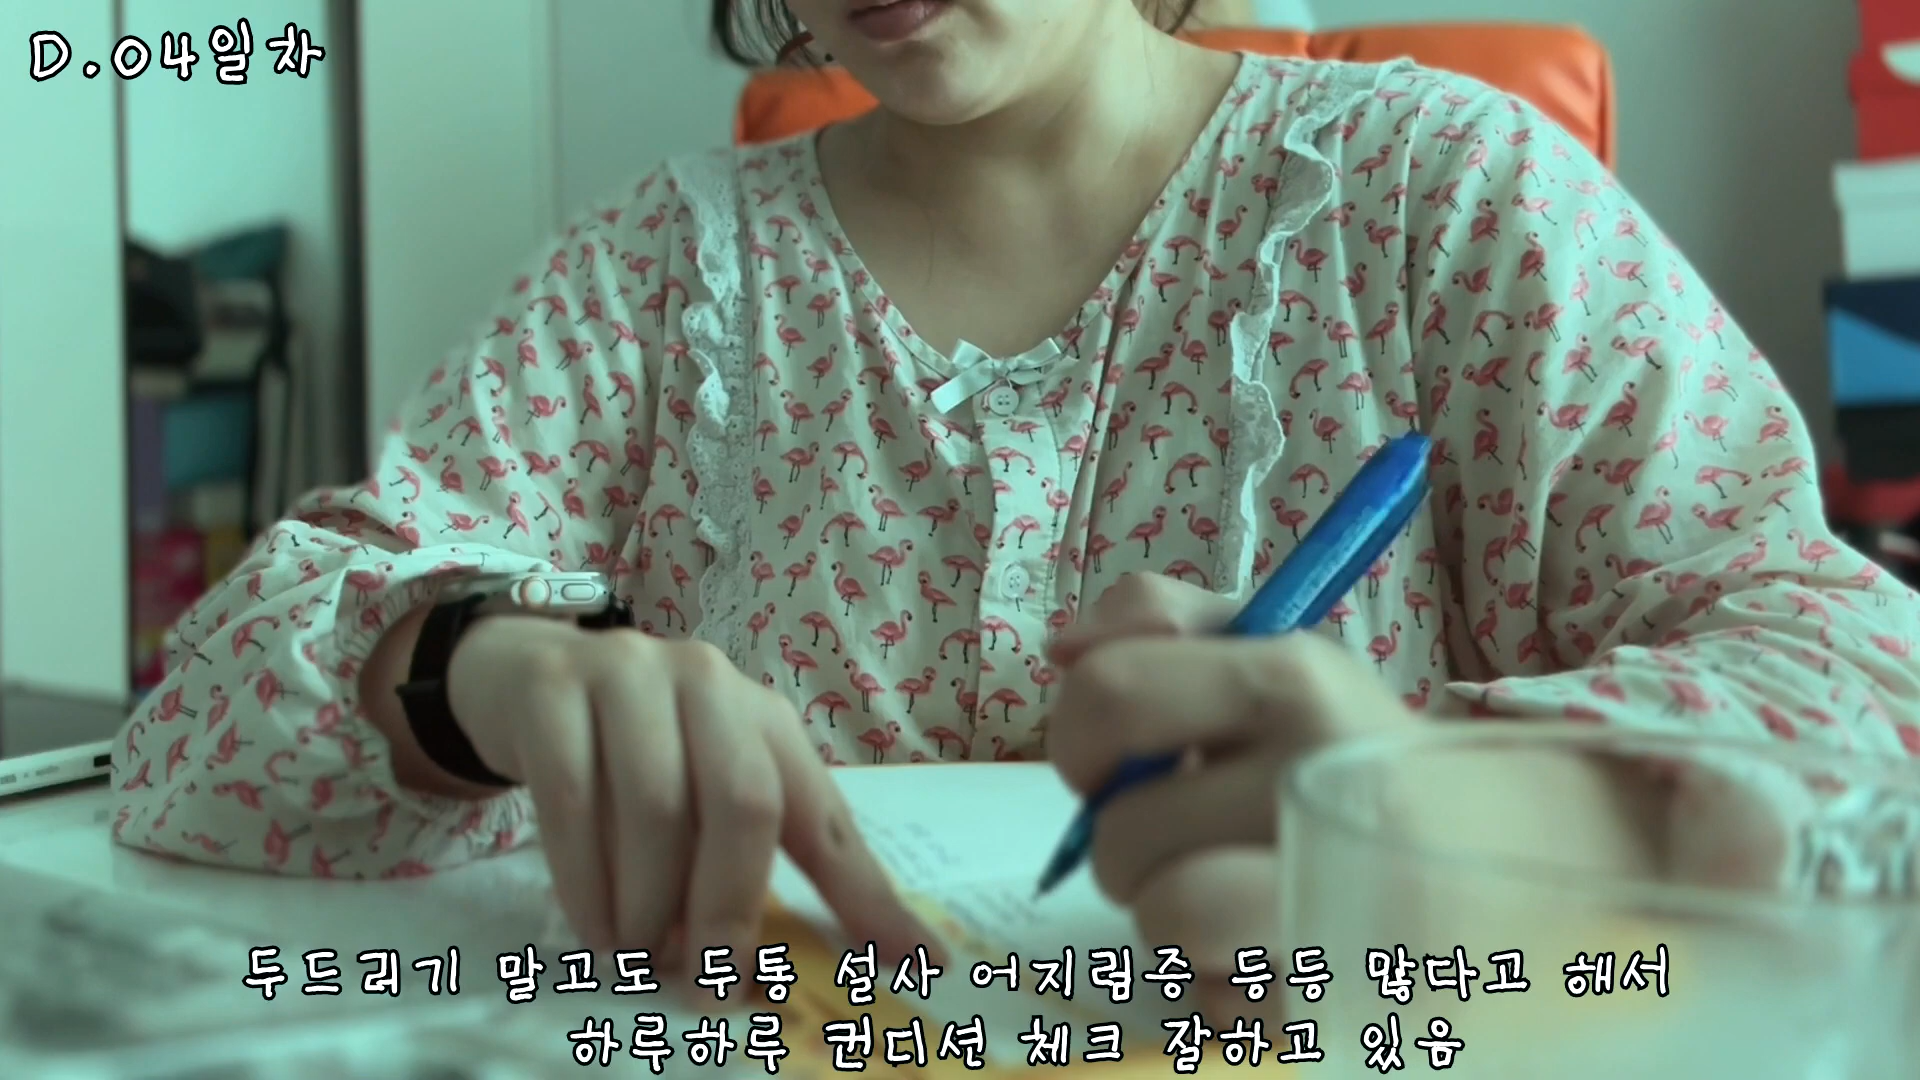 D.04일차
두드러기 말고도 두통 설사 어지럼증 등등 많다고 해서
하루하루 컨디션 체크 잘하고 있음